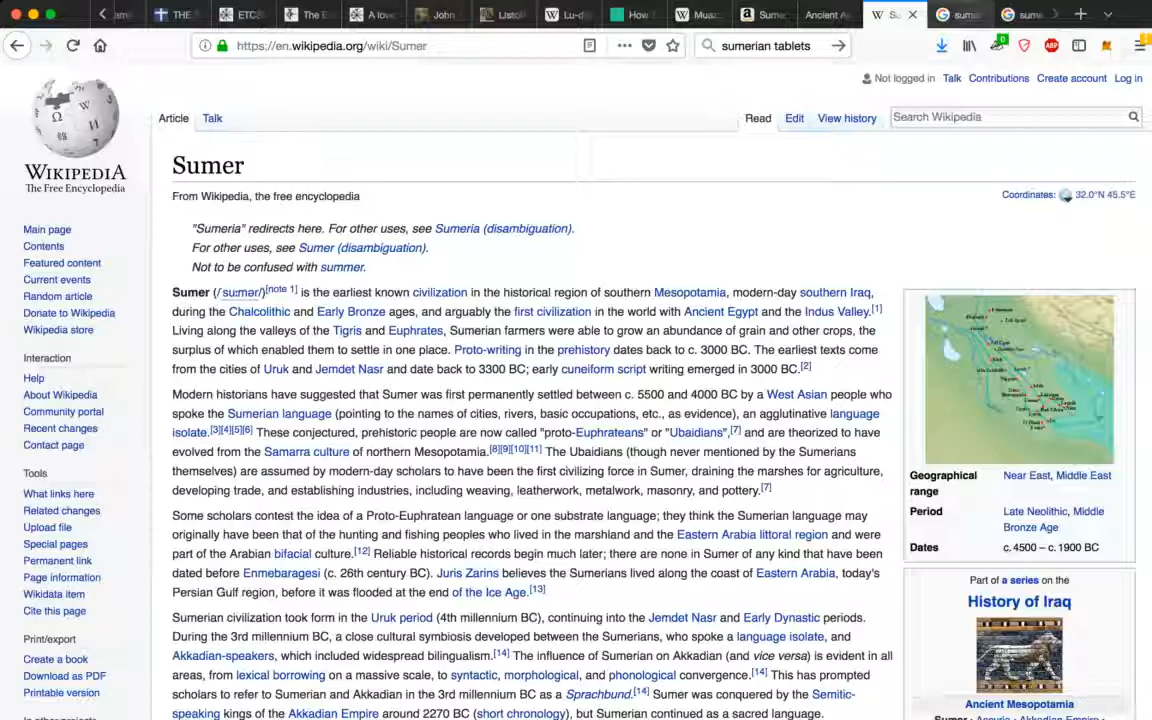 THE
ETC.
The E
A lov
John
Listo
W Lu-d
How
W Muaz
a Sume
Ancient A
W S
G sume
G sume
https://en.wikipedia.org/wiki/Sumer
sumerian tablets
0
ABP
Not logged in Talk Contributions Create account Log in
Article Talk
Read Edit View history
Search Wikipedia
WIKIPEDIA
The Free Encyclopedia
Main page
Contents
Featured content
Current events
Random article
Donate to Wikipedia
Wikipedia store
Interaction
Help
About Wikipedia
Community portal
Recent changes
Contact page
Tools
What links here
Related changes
Upload file
Special pages
Permanent link
Page information
Wikidata item
Cite this page
Print/export
Create a book
Download as PDF
Printable version
Sumer
From Wikipedia, the free encyclopedia
Coordinates: 32.0°N 45.5°E
"Sumeria" redirects here. For other uses, see Sumeria (disambiguation).
For other uses, see Sumer (disambiguation).
Not to be confused with summer.
Sumer (/ˈsuːmər/)[note 1] is the earliest known civilization in the historical region of southern Mesopotamia, modern-day southern Iraq,
during the Chalcolithic and Early Bronze ages, and arguably the first civilization in the world with Ancient Egypt and the Indus Valley.[1]
Living along the valleys of the Tigris and Euphrates, Sumerian farmers were able to grow an abundance of grain and other crops, the
surplus of which enabled them to settle in one place. Proto-writing in the prehistory dates back to c. 3000 BC. The earliest texts come
from the cities of Uruk and Jemdet Nasr and date back to 3300 BC; early cuneiform script writing emerged in 3000 BC.[2]
Modern historians have suggested that Sumer was first permanently settled between c. 5500 and 4000 BC by a West Asian people who
spoke the Sumerian language (pointing to the names of cities, rivers, basic occupations, etc., as evidence), an agglutinative language
isolate.[3][4][5][6] These conjectured, prehistoric people are now called "proto-Euphrateans" or "Ubaidians",[7] and are theorized to have
evolved from the Samarra culture of northern Mesopotamia.[8][9][10][11] The Ubaidians (though never mentioned by the Sumerians
themselves) are assumed by modern-day scholars to have been the first civilizing force in Sumer, draining the marshes for agriculture,
developing trade, and establishing industries, including weaving, leatherwork, metalwork, masonry, and pottery.[7]
Some scholars contest the idea of a Proto-Euphratean language or one substrate language; they think the Sumerian language may
originally have been that of the hunting and fishing peoples who lived in the marshland and the Eastern Arabia littoral region and were
part of the Arabian bifacial culture.[12] Reliable historical records begin much later; there are none in Sumer of any kind that have been
dated before Enmebaragesi (c. 26th century BC). Juris Zarins believes the Sumerians lived along the coast of Eastern Arabia, today's
Persian Gulf region, before it was flooded at the end of the Ice Age.[13]
Sumerian civilization took form in the Uruk period (4th millennium BC), continuing into the Jemdet Nasr and Early Dynastic periods.
During the 3rd millennium BC, a close cultural symbiosis developed between the Sumerians, who spoke a language isolate, and
Akkadian-speakers, which included widespread bilingualism.[14] The influence of Sumerian on Akkadian (and vice versa) is evident in all
areas, from lexical borrowing on a massive scale, to syntactic, morphological, and phonological convergence.[14] This has prompted
scholars to refer to Sumerian and Akkadian in the 3rd millennium BC as a Sprachbund.[14] Sumer was conquered by the Semitic-
speaking kings of the Akkadian Empire around 2270 BC (short chronology), but Sumerian continued as a sacred language.
Geographical range
Near East, Middle East
Period
Late Neolithic, Middle
Bronze Age
Dates
c. 4500 – c. 1900 BC
Part of a series on the
History of Iraq
Ancient Mesopotamia